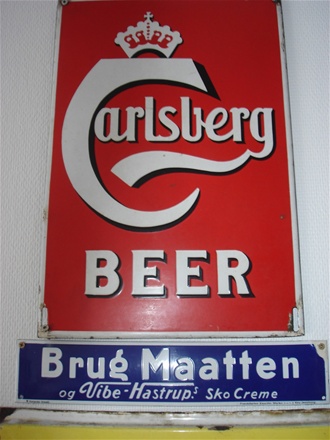 Carlsberg
BEER
Brug Maatten
og Vibe-Hastrup's Sko Creme